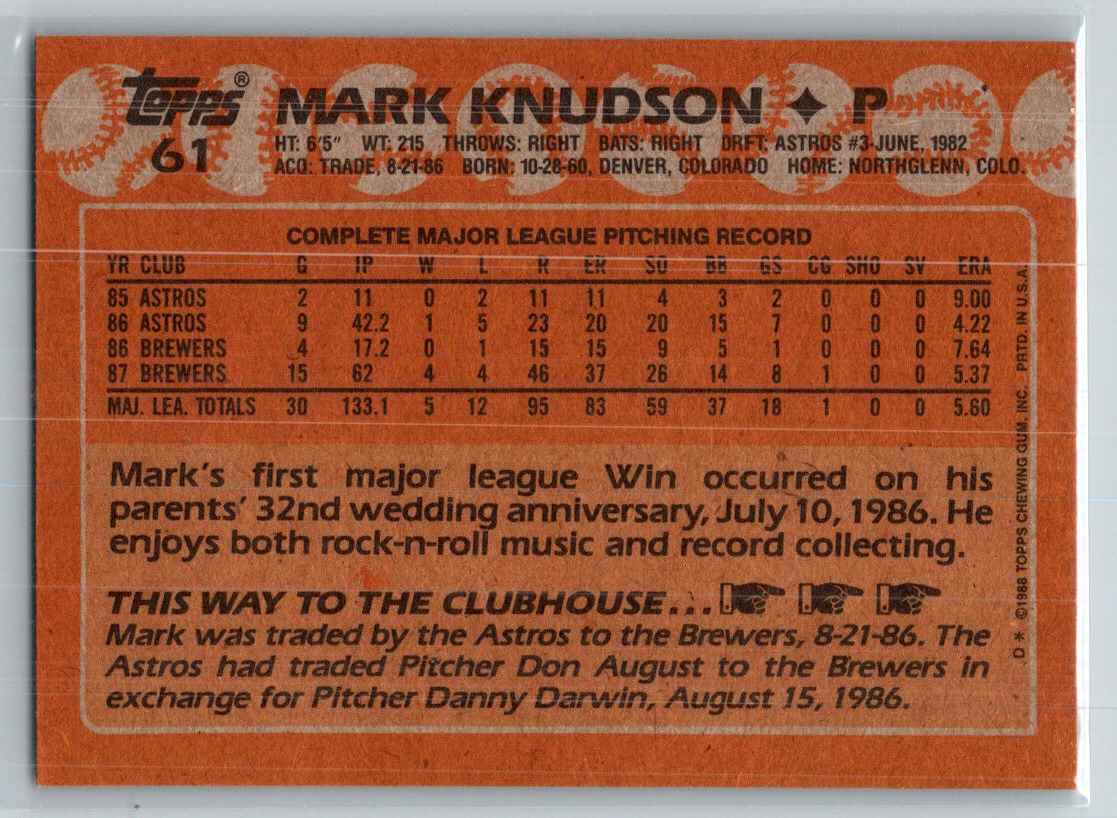 Topps®
61
MARK KNUDSON ✦ P
HT: 6'5" WT: 215 THROWS: RIGHT BATS: RIGHT DRFT: ASTROS #3-JUNE, 1982
ACQ: TRADE, 8-21-86 BORN: 10-28-60, DENVER, COLORADO HOME: NORTHGLENN, COLO.
COMPLETE MAJOR LEAGUE PITCHING RECORD
YR CLUB G IP W L R ER SO BB GS CG SHO SV ERA
85 ASTROS 2 11 0 2 11 11 4 3 2 0 0 0 9.00
86 ASTROS 9 42.2 1 5 23 20 20 15 7 0 0 0 4.22
86 BREWERS 4 17.2 0 1 15 15 9 5 1 0 0 0 7.64
87 BREWERS 15 62 4 4 46 37 26 14 8 1 0 0 5.37
MAJ. LEA. TOTALS 30 133.1 5 12 95 83 59 37 18 1 0 0 5.60
Mark's first major league Win occurred on his
parents' 32nd wedding anniversary, July 10, 1986. He
enjoys both rock-n-roll music and record collecting.
THIS WAY TO THE CLUBHOUSE...
Mark was traded by the Astros to the Brewers, 8-21-86. The
Astros had traded Pitcher Don August to the Brewers in
exchange for Pitcher Danny Darwin, August 15, 1986.
D* ©1988 TOPPS CHEWING GUM, INC. PRTD. IN U.S.A.